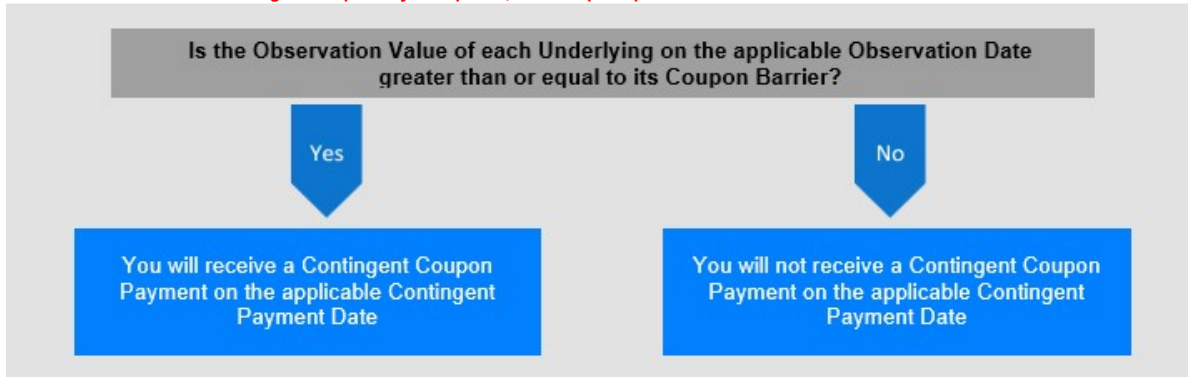 Is the Observation Value of each Underlying on the applicable Observation Date
greater than or equal to its Coupon Barrier?
Yes
No
You will receive a Contingent Coupon
Payment on the applicable Contingent
Payment Date
You will not receive a Contingent Coupon
Payment on the applicable Contingent
Payment Date